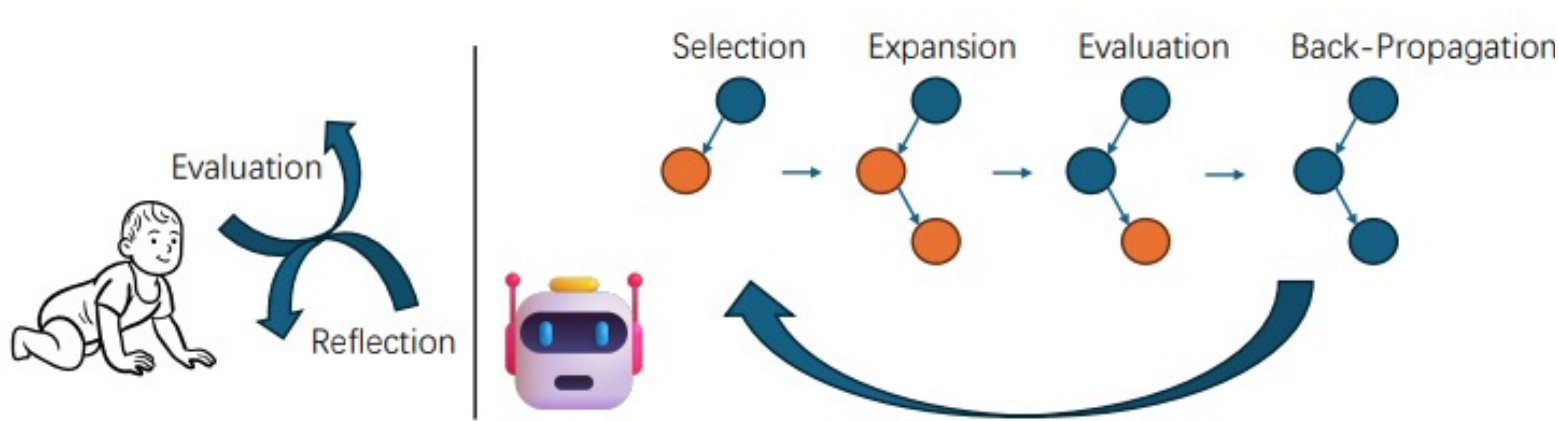 Selection
Expansion
Evaluation
Back-Propagation
Evaluation
Reflection